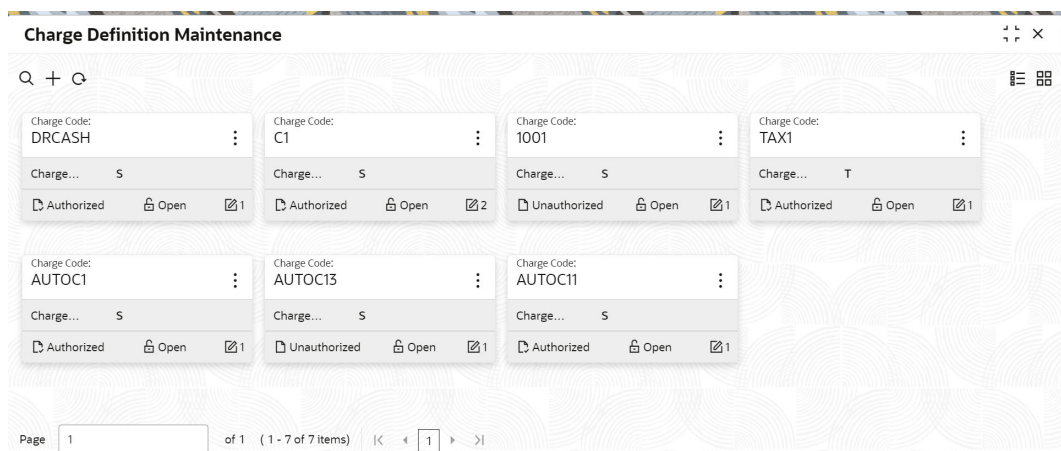 Charge Definition Maintenance
Charge Code: Charge Code: Charge Code: Charge Code:
DRCASH C1 1001 TAX1
Charge... S Charge... S Charge... S Charge... T
Authorized Open 1 Authorized Open 2 Unauthorized Open 1 Authorized Open 1
Charge Code: Charge Code: Charge Code:
AUTOC1 AUTOC13 AUTOC11
Charge... S Charge... S Charge... S
Authorized Open 1 Unauthorized Open 1 Authorized Open 1
Page 1 of 1 ( 1 - 7 of 7 items) 1